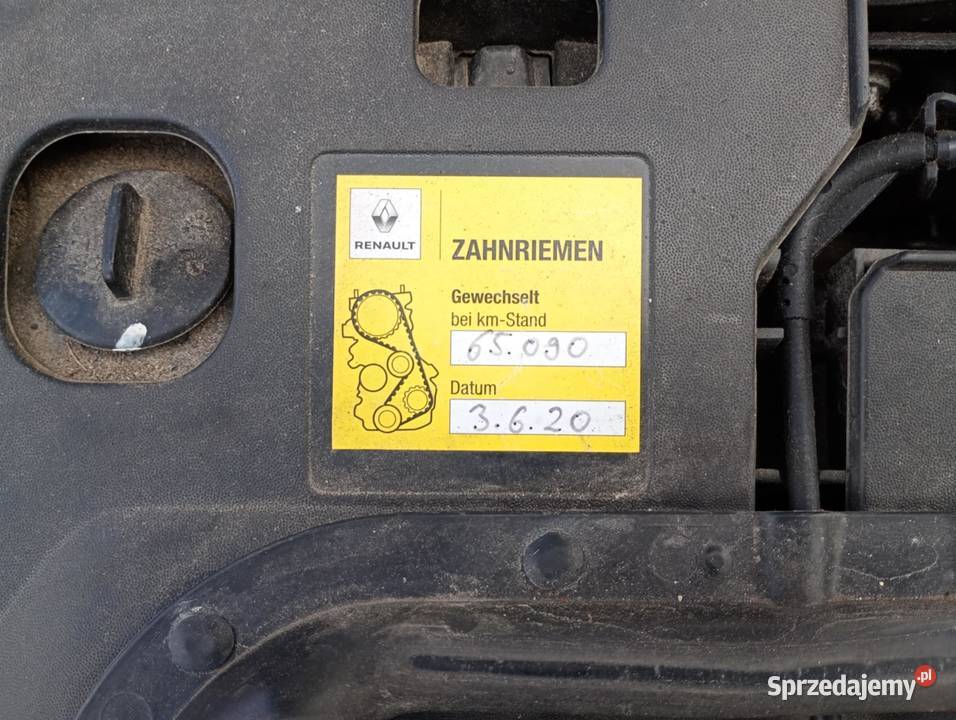 RENAULT
ZAHNRIEMEN
Gewechselt
bei km-Stand
65.090
Datum
3.6.20
Sprzedajemy.pl